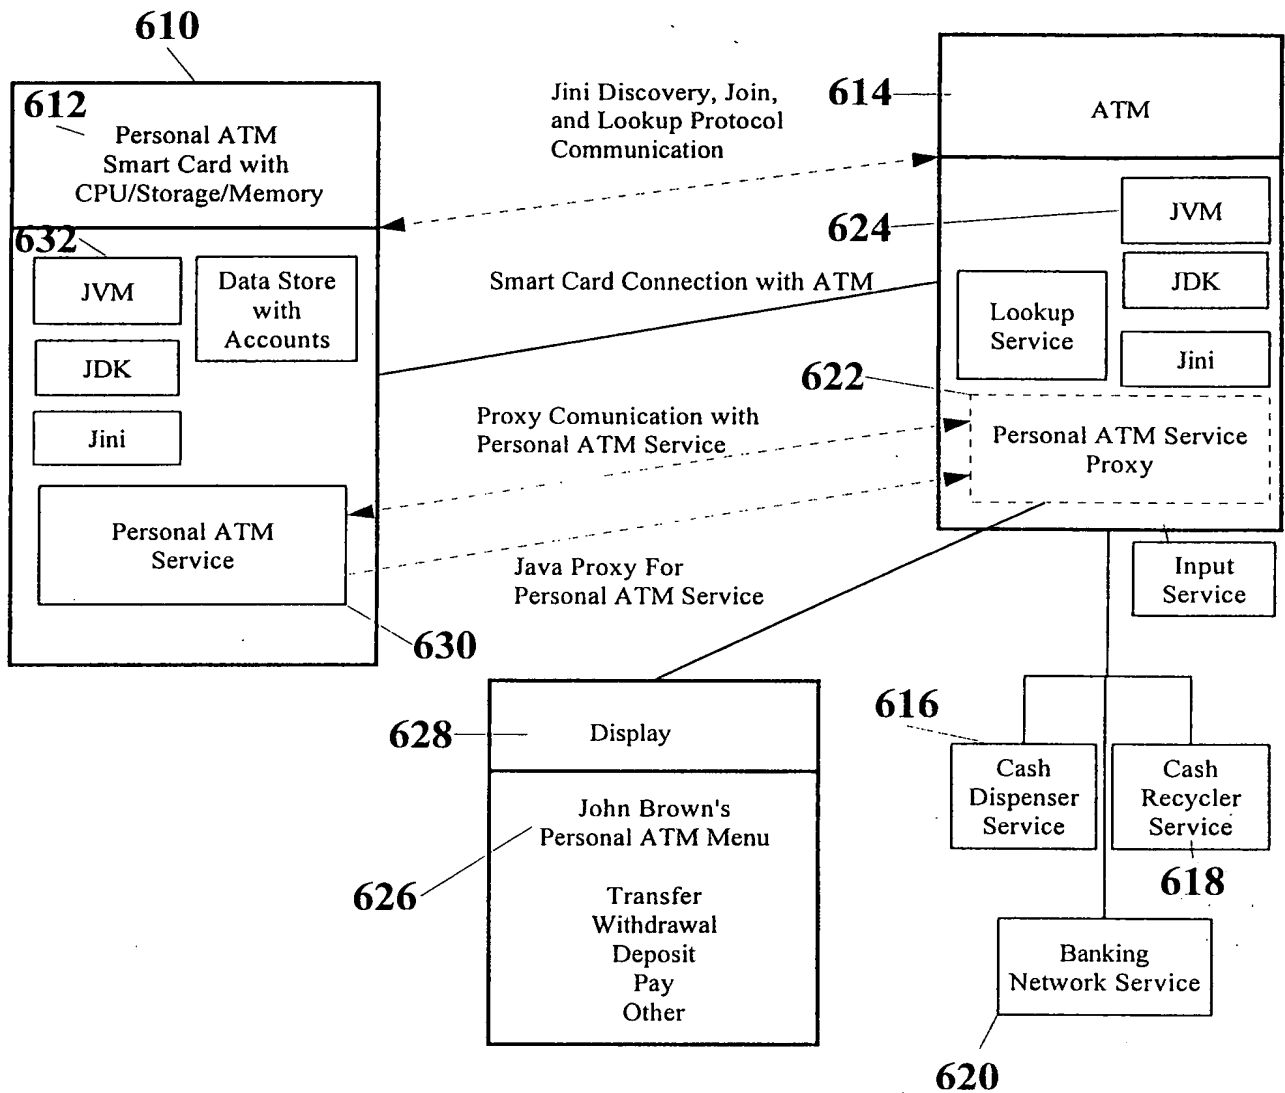 610
612
Personal ATM
Smart Card with
CPU/Storage/Memory
632
JVM
Data Store
with
Accounts
JDK
Jini
Personal ATM
Service
630
Jini Discovery, Join,
and Lookup Protocol
Communication
Smart Card Connection with ATM
Proxy Comunication with
Personal ATM Service
Java Proxy For
Personal ATM Service
614
ATM
624
JVM
JDK
Lookup
Service
Jini
622
Personal ATM Service
Proxy
Input
Service
628
Display
John Brown's
Personal ATM Menu
626
Transfer
Withdrawal
Deposit
Pay
Other
616
Cash
Dispenser
Service
Cash
Recycler
Service
618
Banking
Network Service
620